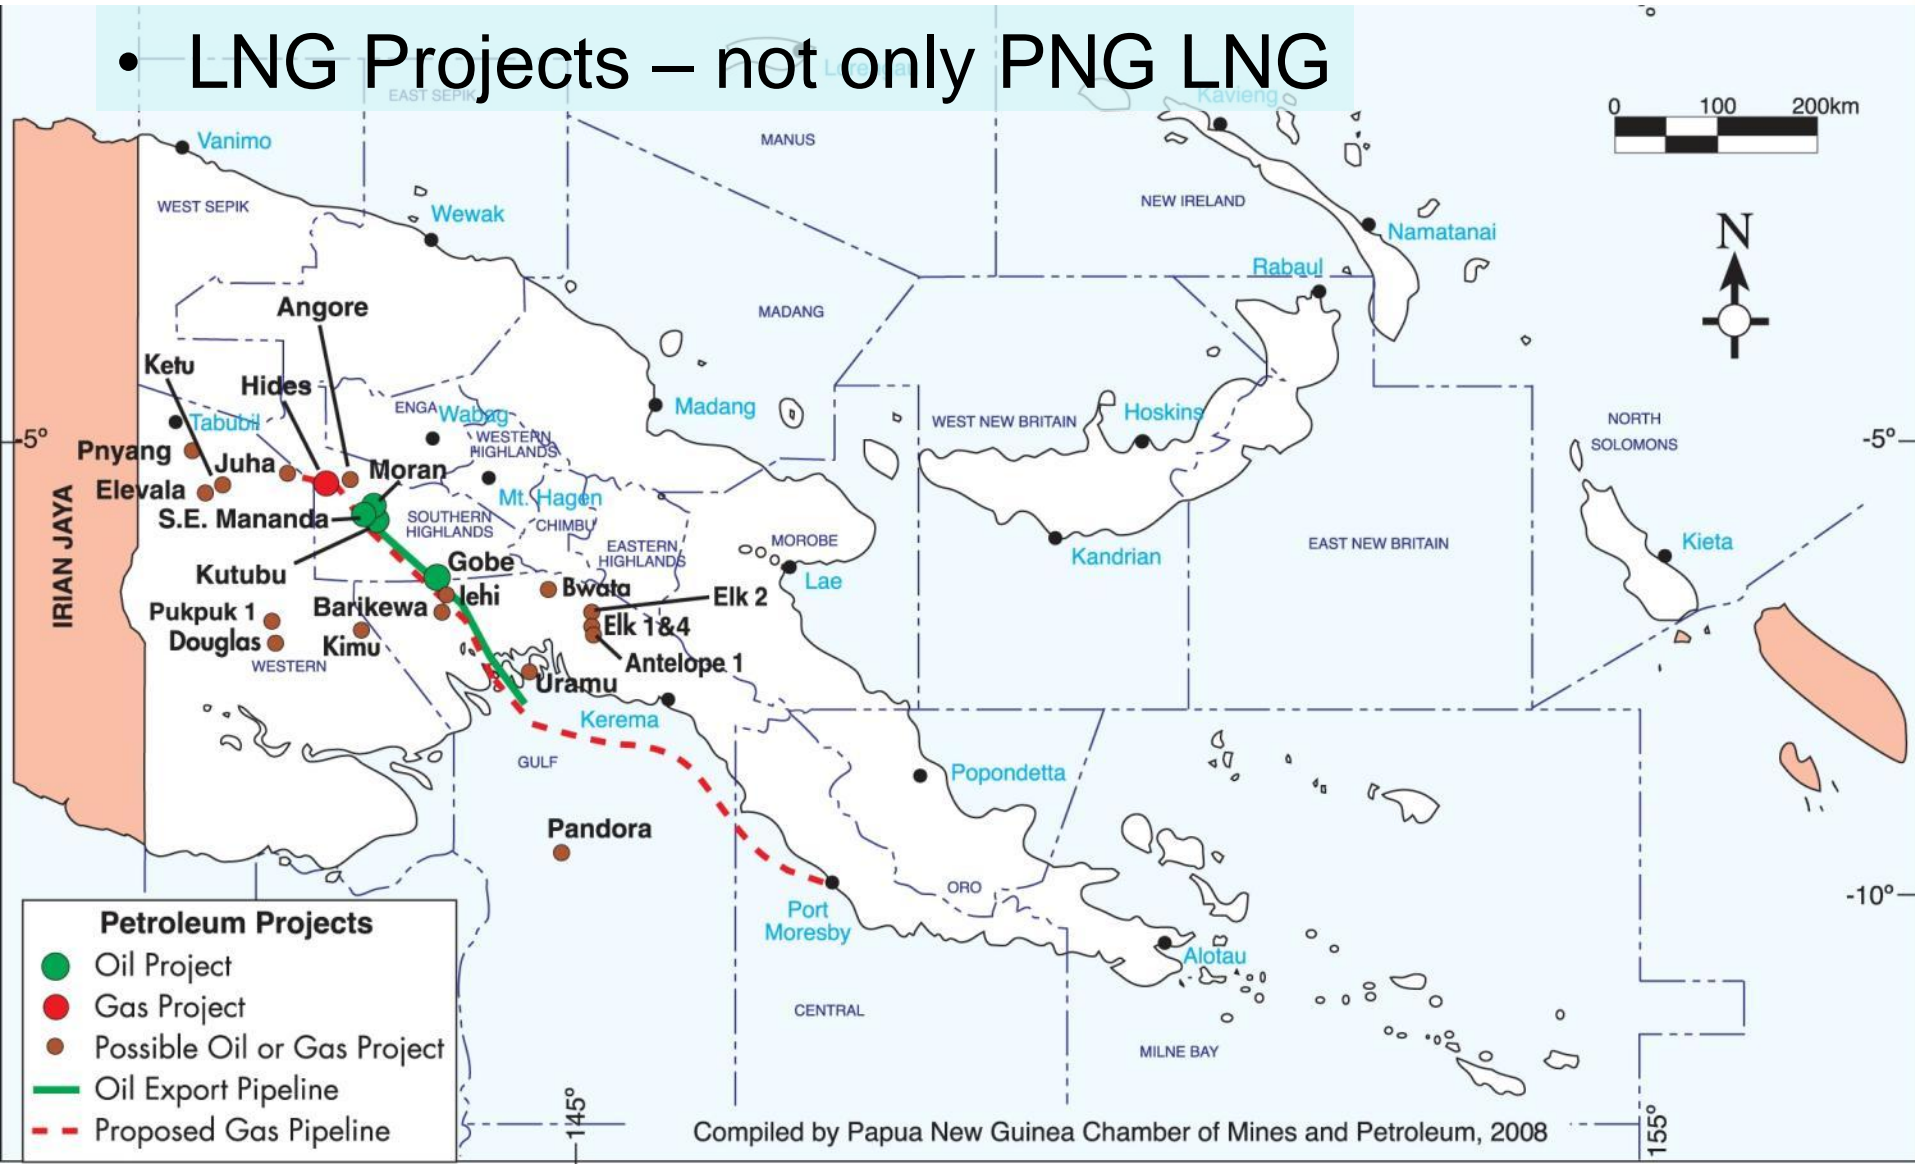 • LNG Projects – not only PNG LNG
Lorengau
EAST SEPIK
Kavieng
0 100 200km
Vanimo
MANUS
WEST SEPIK
Wewak
NEW IRELAND
Namatanai
N
Rabaul
Angore
MADANG
Ketu
Hides
ENGA
Wabag
Madang
Tabubil
WEST NEW BRITAIN
Hoskins
NORTH
SOLOMONS
-5°
-5°
WESTERN
HIGHLANDS
Pnyang
Juha
Moran
Elevala
Mt. Hagen
S.E. Mananda
SOUTHERN
HIGHLANDS
CHIMBU
IRIAN JAYA
EASTERN
HIGHLANDS
MOROBE
Kandrian
EAST NEW BRITAIN
Kieta
Kutubu
Gobe
Lae
Bwata
Iehi
Elk 2
Pukpuk 1
Barikewa
Elk 1&4
Douglas
Kimu
WESTERN
Antelope 1
Uramu
Kerema
GULF
Popondetta
Pandora
ORO
-10°
Port
Moresby
Alotau
CENTRAL
MILNE BAY
Petroleum Projects
Oil Project
Gas Project
Possible Oil or Gas Project
Oil Export Pipeline
Proposed Gas Pipeline
145°
155°
Compiled by Papua New Guinea Chamber of Mines and Petroleum, 2008